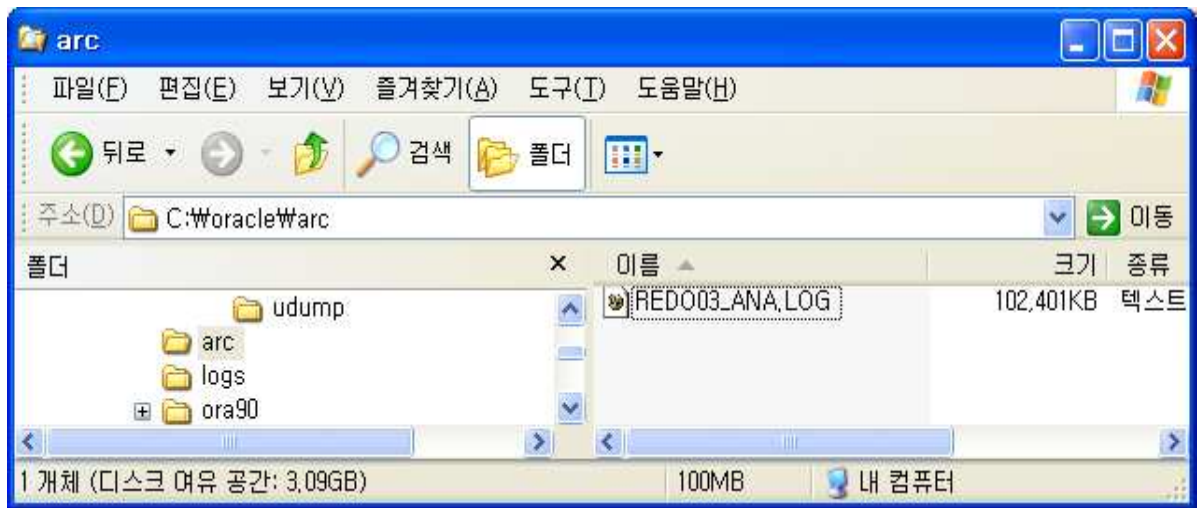 arc
파일(F) 편집(E) 보기(V) 즐겨찾기(A) 도구(T) 도움말(H)
뒤로 검색 폴더
주소(D) C:₩oracle₩arc 이동
폴더 × 이름 크기 종류
udump REDO03_ANA.LOG 102,401KB 텍스트
arc
logs
ora90
1 개체 (디스크 여유 공간: 3,09GB) 100MB 내 컴퓨터